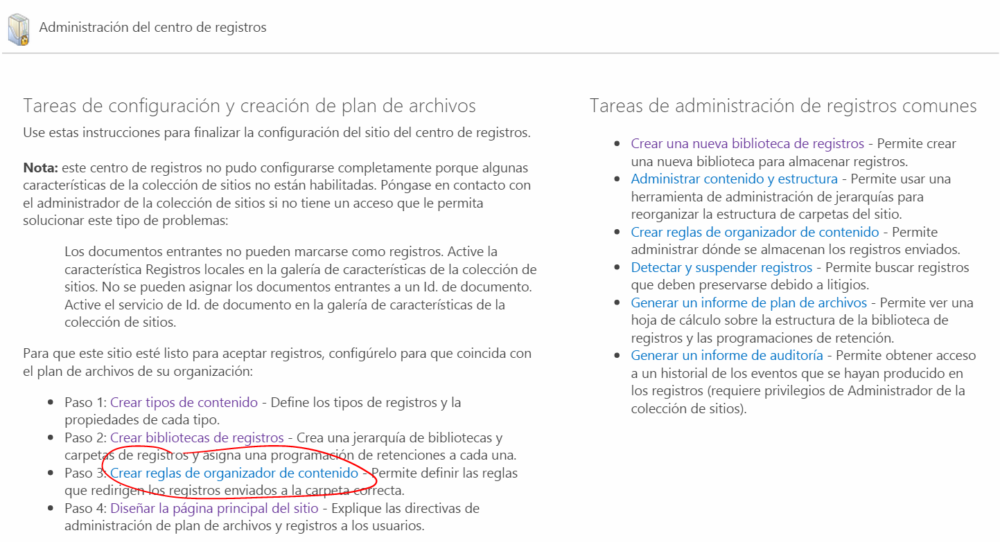 Administración del centro de registros
Tareas de configuración y creación de plan de archivos
Use estas instrucciones para finalizar la configuración del sitio del centro de registros.
Nota: este centro de registros no pudo configurarse completamente porque algunas
características de la colección de sitios no están habilitadas. Póngase en contacto con
el administrador de la colección de sitios si no tiene un acceso que le permita
solucionar este tipo de problemas:
Los documentos entrantes no pueden marcarse como registros. Active la
característica Registros locales en la galería de características de la colección de
sitios. No se pueden asignar los documentos entrantes a un Id. de documento.
Active el servicio de Id. de documento en la galería de características de la
colección de sitios.
Para que este sitio esté listo para aceptar registros, configúrelo para que coincida con
el plan de archivos de su organización:
• Paso 1: Crear tipos de contenido - Define los tipos de registros y la
propiedades de cada tipo.
• Paso 2: Crear bibliotecas de registros - Crea una jerarquía de bibliotecas y
carpetas de registros y asigna una programación de retenciones a cada una.
• Paso 3: Crear reglas de organizador de contenido - Permite definir las reglas
que redirigen los registros enviados a la carpeta correcta.
• Paso 4: Diseñar la página principal del sitio - Explique las directivas de
administración de plan de archivos y registros a los usuarios.
Tareas de administración de registros comunes
• Crear una nueva biblioteca de registros - Permite crear
una nueva biblioteca para almacenar registros.
• Administrar contenido y estructura - Permite usar una
herramienta de administración de jerarquías para
reorganizar la estructura de carpetas del sitio.
• Crear reglas de organizador de contenido - Permite
administrar dónde se almacenan los registros enviados.
• Detectar y suspender registros - Permite buscar registros
que deben preservarse debido a litigios.
• Generar un informe de plan de archivos - Permite ver una
hoja de cálculo sobre la estructura de la biblioteca de
registros y las programaciones de retención.
• Generar un informe de auditoría - Permite obtener acceso
a un historial de los eventos que se hayan producido en
los registros (requiere privilegios de Administrador de la
colección de sitios).